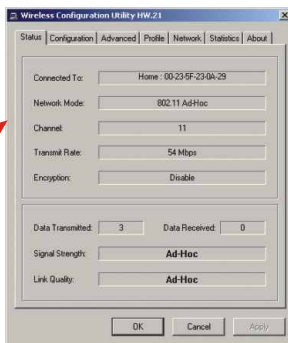 Wireless Configuration Utility HW.21
Status Configuration Advanced Profile Network Statistics About
Connected To: Home : 00-23-5F-23-0A-29
Network Mode: 802.11 Ad-Hoc
Channel: 11
Transmit Rate: 54 Mbps
Encryption: Disable
Data Transmitted: 3 Data Received: 0
Signal Strength: Ad-Hoc
Link Quality: Ad-Hoc
OK Cancel Apply